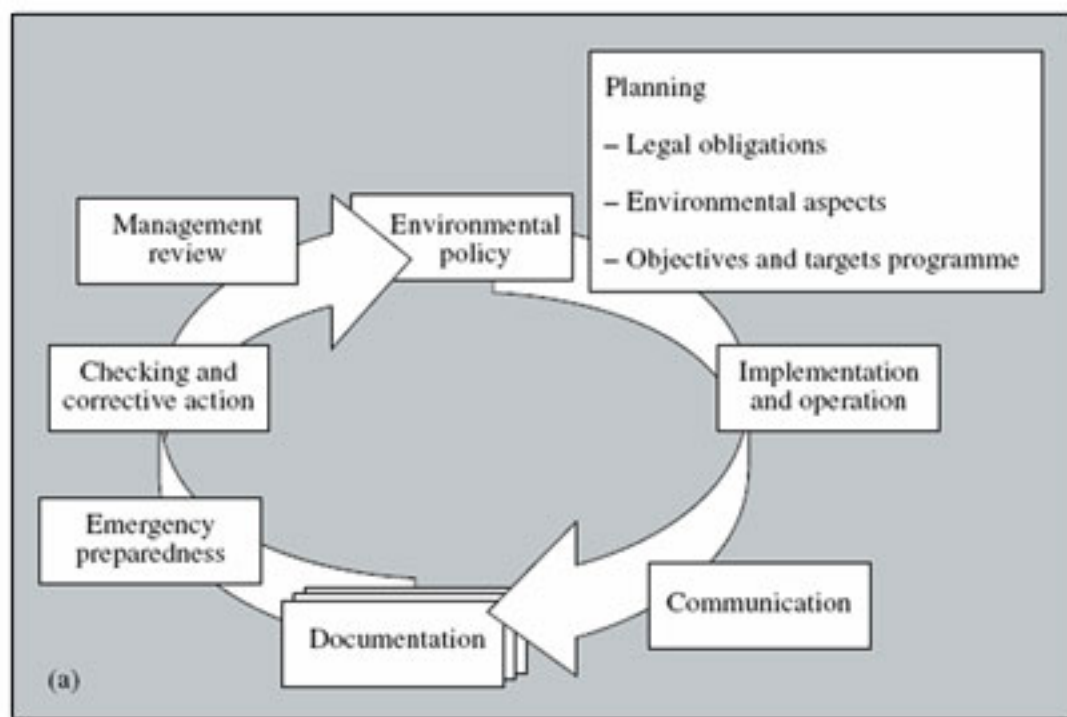 Planning
– Legal obligations
– Environmental aspects
– Objectives and targets programme
Management
review
Environmental
policy
Checking and
corrective action
Implementation
and operation
Emergency
preparedness
Communication
Documentation
(a)